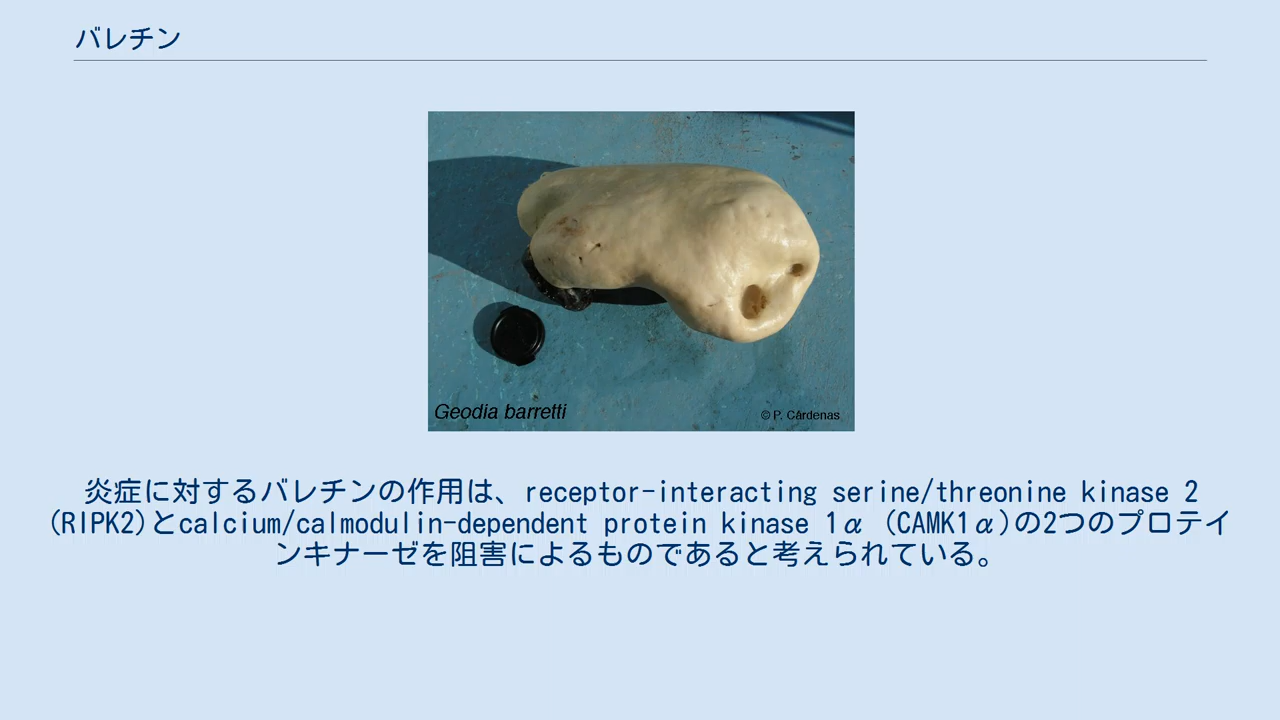 バレチン
Geodia barretti
© P. Cárdenas
炎症に対するバレチンの作用は、receptor-interacting serine/threonine kinase 2
(RIPK2)とcalcium/calmodulin-dependent protein kinase 1α (CAMK1α)の2つのプロテイ
ンキナーゼを阻害によるものであると考えられている。